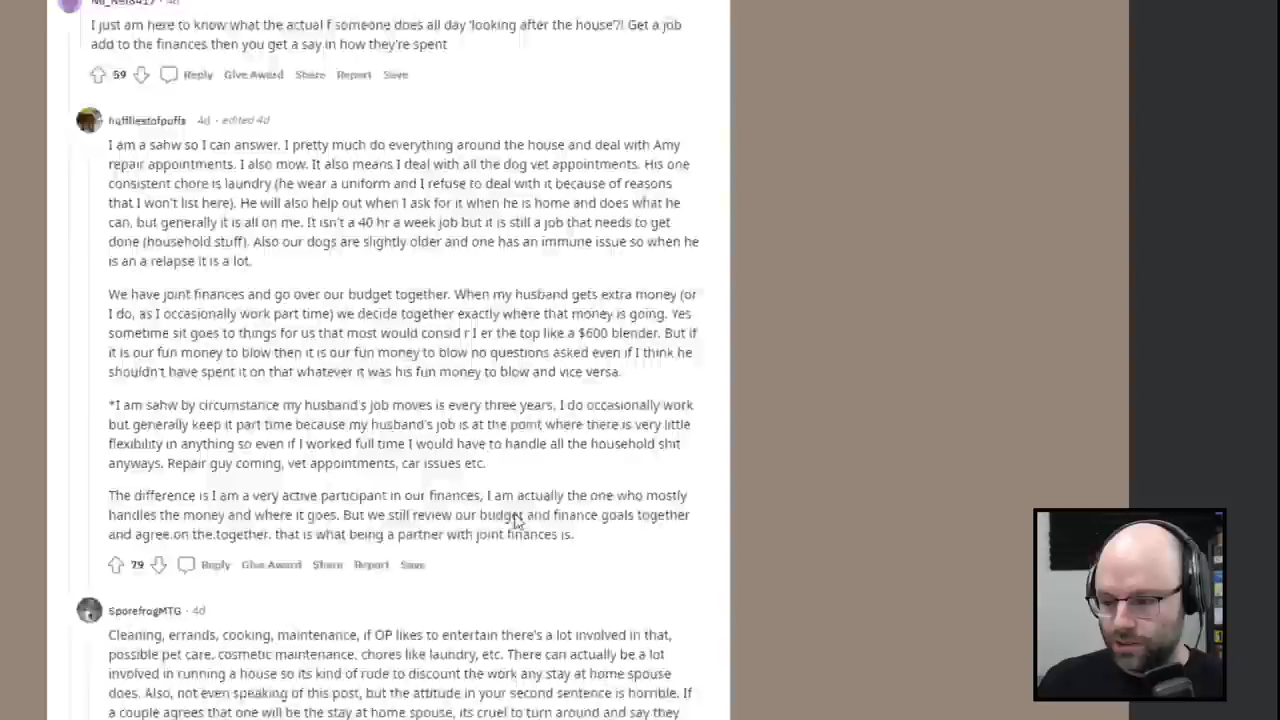 4d
I just am here to know what the actual f someone does all day 'looking after the house'?! Get a job
add to the finances then you get a say in how they're spent
59 Reply Give Award Share Report Save
huffliestofpuffs 4d · edited 4d
I am a sahw so I can answer. I pretty much do everything around the house and deal with Amy
repair appointments. I also mow. It also means I deal with all the dog vet appointments. His one
consistent chore is laundry (he wear a uniform and I refuse to deal with it because of reasons
that I won't list here). He will also help out when I ask for it when he is home and does what he
can, but generally it is all on me. It isn't a 40 hr a week job but it is still a job that needs to get
done (household stuff). Also our dogs are slightly older and one has an immune issue so when he
is an a relapse it is a lot.
We have joint finances and go over our budget together. When my husband gets extra money (or
I do, as I occasionally work part time) we decide together exactly where that money is going. Yes
sometime sit goes to things for us that most would consid r I er the top like a $600 blender. But if
it is our fun money to blow then it is our fun money to blow no questions asked even if I think he
shouldn't have spent it on that whatever it was his fun money to blow and vice versa.
*I am sahw by circumstance my husband's job moves is every three years, I do occasionally work
but generally keep it part time because my husband's job is at the point where there is very little
flexibility in anything so even if I worked full time I would have to handle all the household shit
anyways. Repair guy coming, vet appointments, car issues etc.
The difference is I am a very active participant in our finances, I am actually the one who mostly
handles the money and where it goes. But we still review our budget and finance goals together
and agree on the together. that is what being a partner with joint finances is.
79 Reply Give Award Share Report Save
SporefrogMTG · 4d
Cleaning, errands, cooking, maintenance, if OP likes to entertain there's a lot involved in that,
possible pet care, cosmetic maintenance, chores like laundry, etc. There can actually be a lot
involved in running a house so its kind of rude to discount the work any stay at home spouse
does. Also, not even speaking of this post, but the attitude in your second sentence is horrible. If
a couple agrees that one will be the stay at home spouse, its cruel to turn around and say they